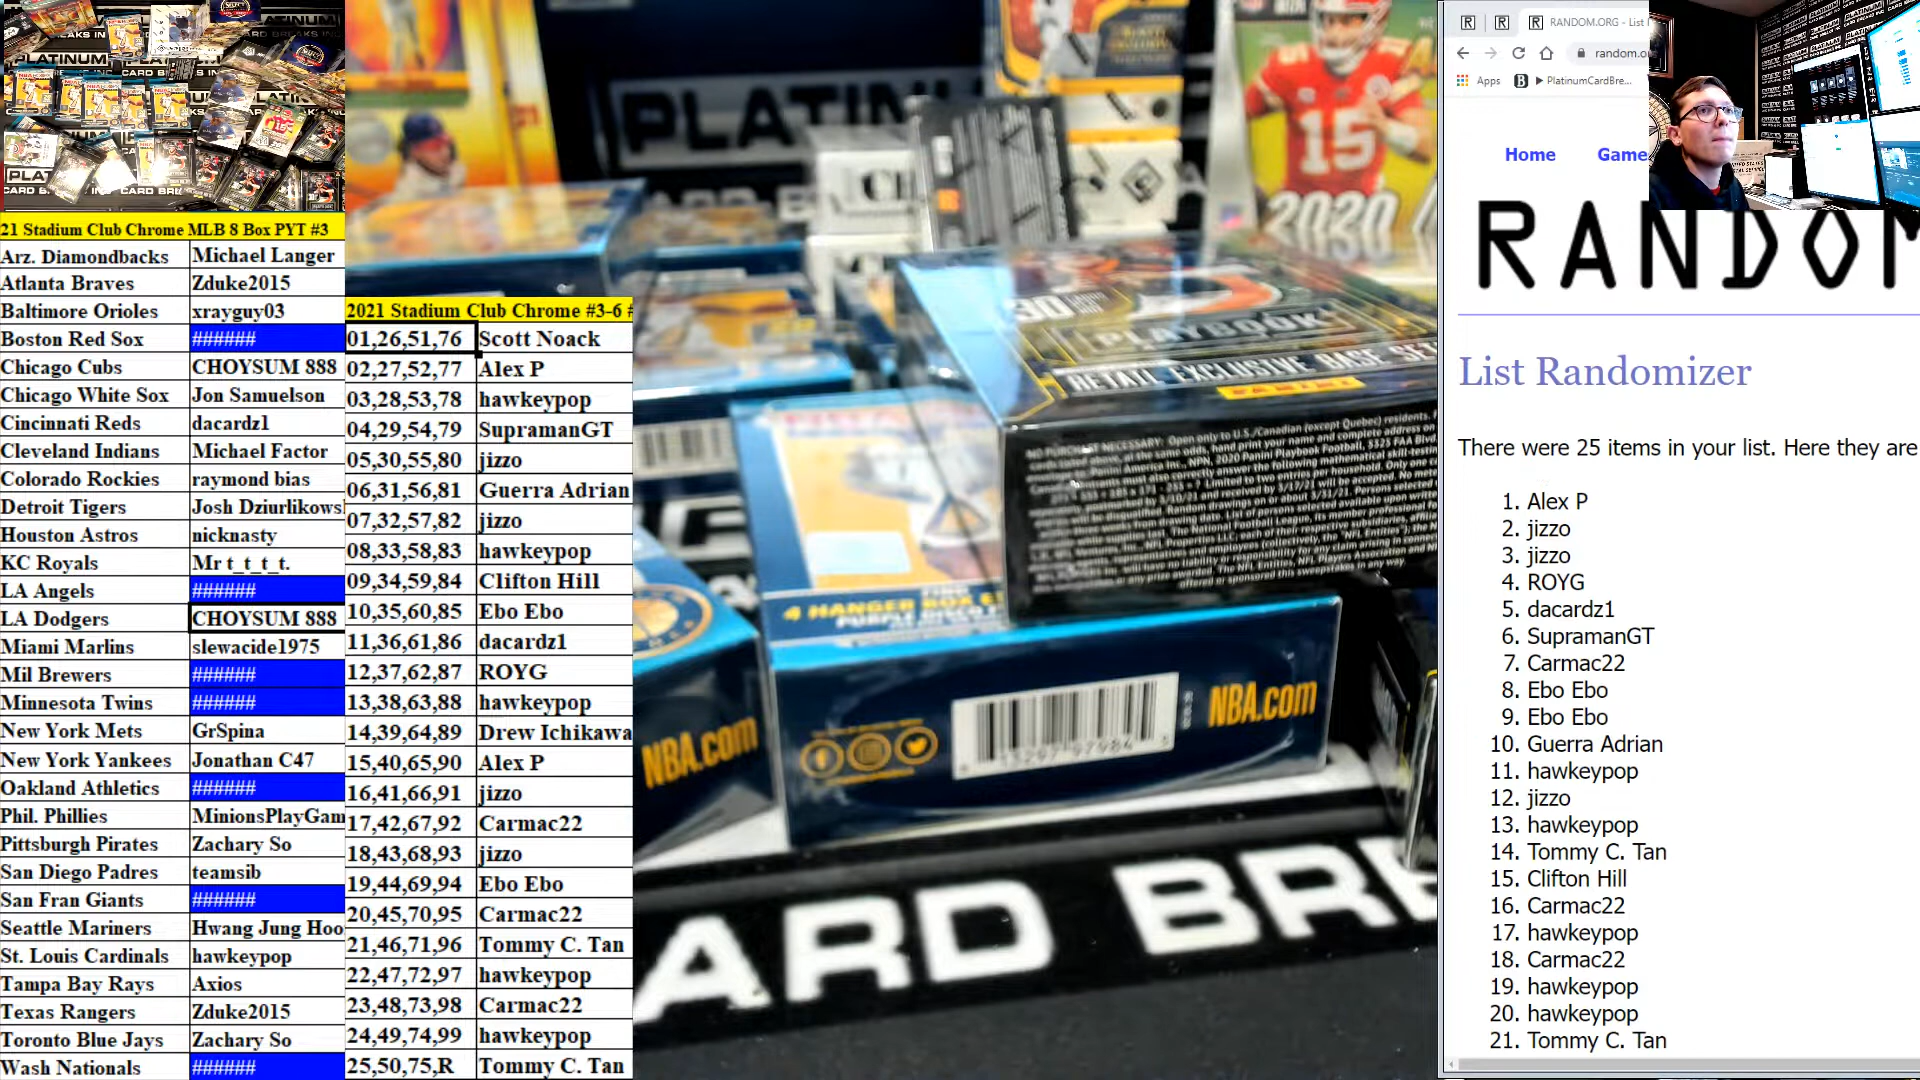 21 Stadium Club Chrome MLB 8 Box PYT #3
Arz. Diamondbacks Michael Langer
Atlanta Braves Zduke2015
Baltimore Orioles xrayguy03
Boston Red Sox ######
Chicago Cubs CHOYSUM 888
Chicago White Sox Jon Samuelson
Cincinnati Reds dacardz1
Cleveland Indians Michael Factor
Colorado Rockies raymond bias
Detroit Tigers Josh Dziurlikows
Houston Astros nicknasty
KC Royals Mr t_t_t_t.
LA Angels ######
LA Dodgers CHOYSUM 888
Miami Marlins slewacide1975
Mil Brewers ######
Minnesota Twins ######
New York Mets GrSpina
New York Yankees Jonathan C47
Oakland Athletics ######
Phil. Phillies MinionsPlayGam
Pittsburgh Pirates Zachary So
San Diego Padres teamsib
San Fran Giants ######
Seattle Mariners Hwang Jung Hoo
St. Louis Cardinals hawkeypop
Tampa Bay Rays Axios
Texas Rangers Zduke2015
Toronto Blue Jays Zachary So
Wash Nationals ######
2021 Stadium Club Chrome #3-6 #
01,26,51,76 Scott Noack
02,27,52,77 Alex P
03,28,53,78 hawkeypop
04,29,54,79 SupramanGT
05,30,55,80 jizzo
06,31,56,81 Guerra Adrian
07,32,57,82 jizzo
08,33,58,83 hawkeypop
09,34,59,84 Clifton Hill
10,35,60,85 Ebo Ebo
11,36,61,86 dacardz1
12,37,62,87 ROYG
13,38,63,88 hawkeypop
14,39,64,89 Drew Ichikawa
15,40,65,90 Alex P
16,41,66,91 jizzo
17,42,67,92 Carmac22
18,43,68,93 jizzo
19,44,69,94 Ebo Ebo
20,45,70,95 Carmac22
21,46,71,96 Tommy C. Tan
22,47,72,97 hawkeypop
23,48,73,98 Carmac22
24,49,74,99 hawkeypop
25,50,75,R Tommy C. Tan
PLATINUM
15
2020
PLAYBOOK
RETAIL EXCLUSIVE BASE SET
PANINI
4 HANGER BOX
NBA.com
NBA.com
ARD BRE
RANDOM.ORG - List
random.o
Apps PlatinumCardBre...
Home Game
RANDOM
List Randomizer
There were 25 items in your list. Here they are
1. Alex P
2. jizzo
3. jizzo
4. ROYG
5. dacardz1
6. SupramanGT
7. Carmac22
8. Ebo Ebo
9. Ebo Ebo
10. Guerra Adrian
11. hawkeypop
12. jizzo
13. hawkeypop
14. Tommy C. Tan
15. Clifton Hill
16. Carmac22
17. hawkeypop
18. Carmac22
19. hawkeypop
20. hawkeypop
21. Tommy C. Tan